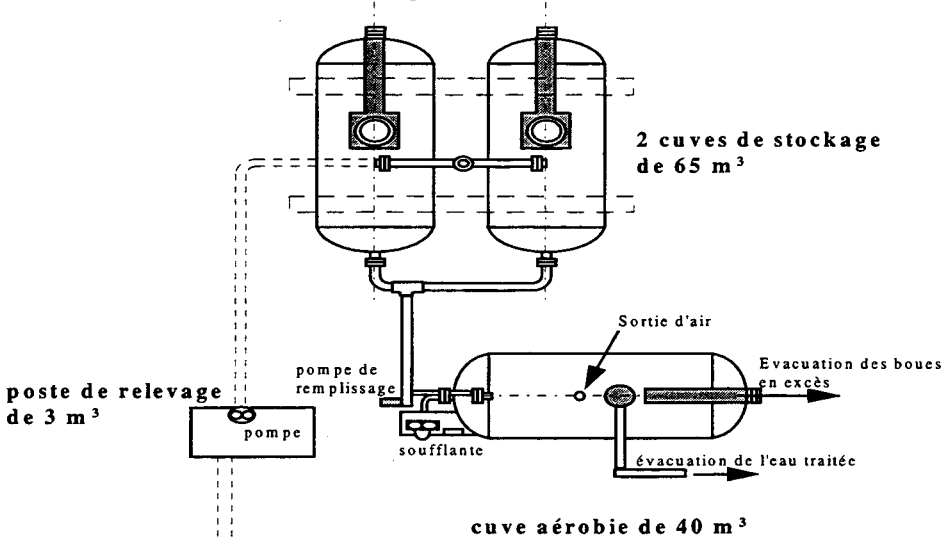 2 cuves de stockage
de 65 m³
Sortie d'air
pompe de
remplissage
Evacuation des boues
en excès
poste de relevage
de 3 m³
pompe
soufflante
évacuation de l'eau traitée
cuve aérobie de 40 m³